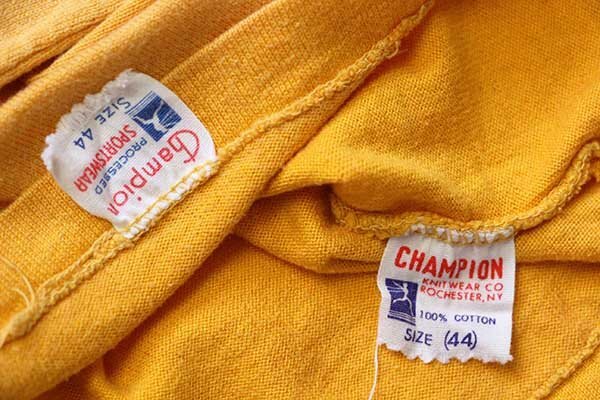 Champion
PROCESSED
SPORTSWEAR
SIZE 44
CHAMPION
KNITWEAR CO
ROCHESTER, NY
100% COTTON
SIZE (44)